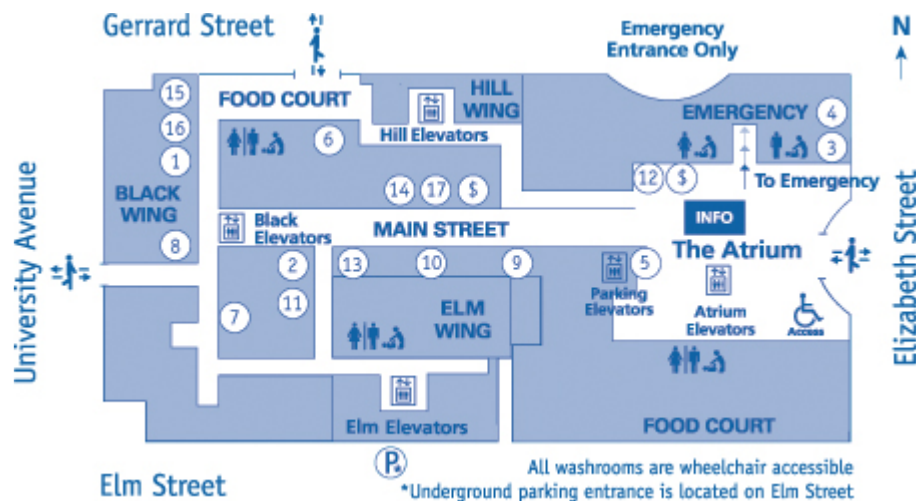 Gerrard Street
Emergency
Entrance Only
N
HILL
WING
FOOD COURT
EMERGENCY
15
16
1
6
4
3
Hill Elevators
BLACK
WING
14
17
$
12
$
To Emergency
INFO
Black
Elevators
MAIN STREET
The Atrium
8
2
13
10
9
5
7
11
ELM
WING
Parking
Elevators
Atrium
Elevators
Access
University Avenue
Elizabeth Street
Elm Elevators
FOOD COURT
P*
Elm Street
All washrooms are wheelchair accessible
*Underground parking entrance is located on Elm Street